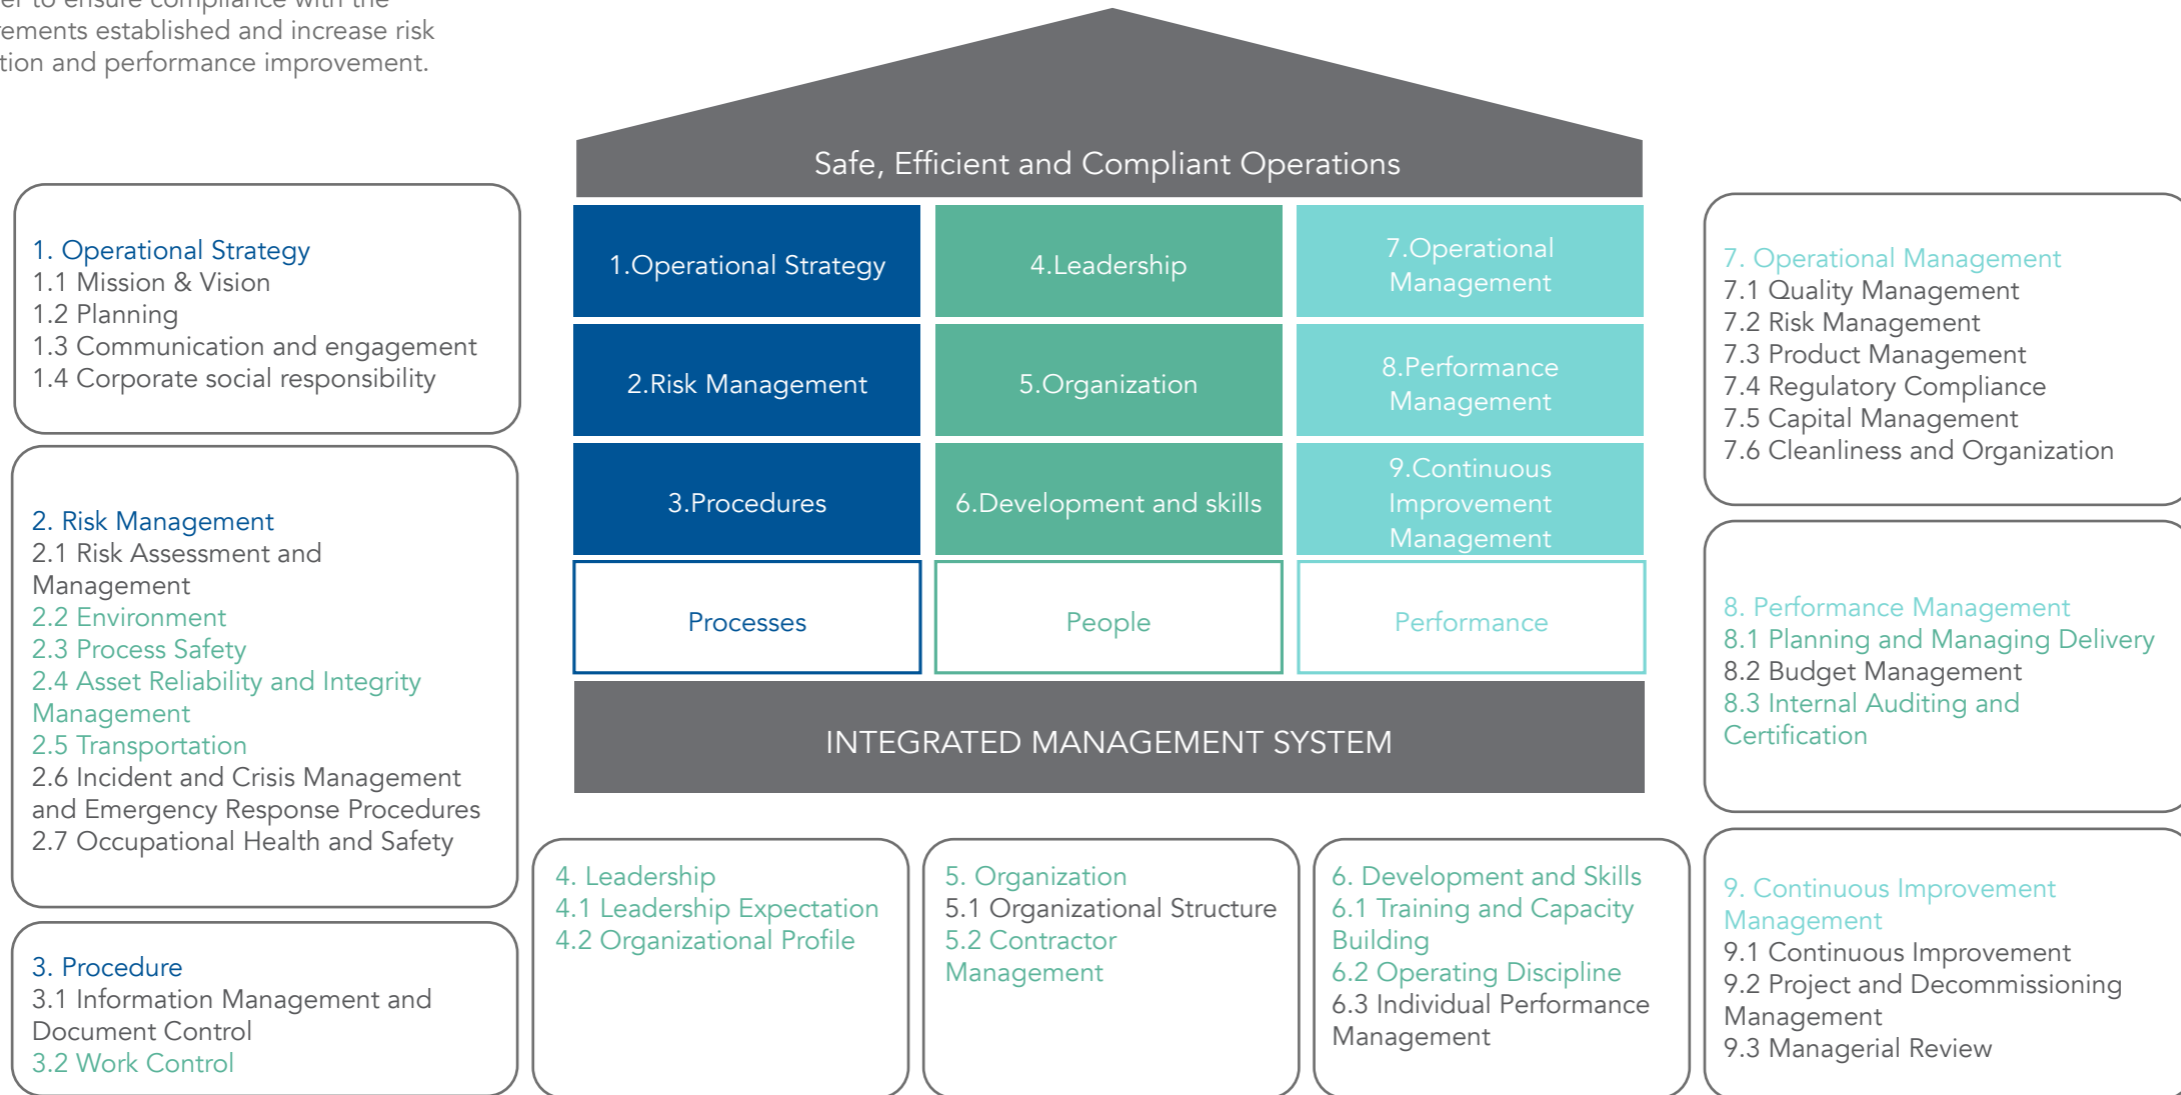 to ensure compliance with the
established and increase risk
and performance improvement.
Safe, Efficient and Compliant Operations
1.Operational Strategy
4.Leadership
7.Operational
Management
2.Risk Management
5.Organization
8.Performance
Management
3.Procedures
6.Development and skills
9.Continuous
Improvement
Management
Processes
People
Performance
INTEGRATED MANAGEMENT SYSTEM
1. Operational Strategy
1.1 Mission & Vision
1.2 Planning
1.3 Communication and engagement
1.4 Corporate social responsibility
2. Risk Management
2.1 Risk Assessment and
Management
2.2 Environment
2.3 Process Safety
2.4 Asset Reliability and Integrity
Management
2.5 Transportation
2.6 Incident and Crisis Management
and Emergency Response Procedures
2.7 Occupational Health and Safety
3. Procedure
3.1 Information Management and
Document Control
3.2 Work Control
4. Leadership
4.1 Leadership Expectation
4.2 Organizational Profile
5. Organization
5.1 Organizational Structure
5.2 Contractor
Management
6. Development and Skills
6.1 Training and Capacity
Building
6.2 Operating Discipline
6.3 Individual Performance
Management
7. Operational Management
7.1 Quality Management
7.2 Risk Management
7.3 Product Management
7.4 Regulatory Compliance
7.5 Capital Management
7.6 Cleanliness and Organization
8. Performance Management
8.1 Planning and Managing Delivery
8.2 Budget Management
8.3 Internal Auditing and
Certification
9. Continuous Improvement
Management
9.1 Continuous Improvement
9.2 Project and Decommissioning
Management
9.3 Managerial Review